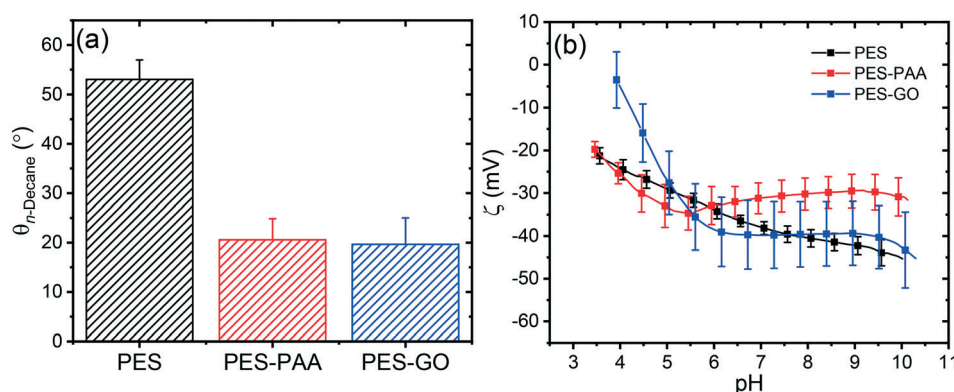 (a)
θn-Decane (°)
60
50
40
30
20
10
0
PES
PES-PAA
PES-GO
(b)
PES
PES-PAA
PES-GO
ζ (mV)
10
0
-10
-20
-30
-40
-50
-60
3 4 5 6 7 8 9 10 11
pH